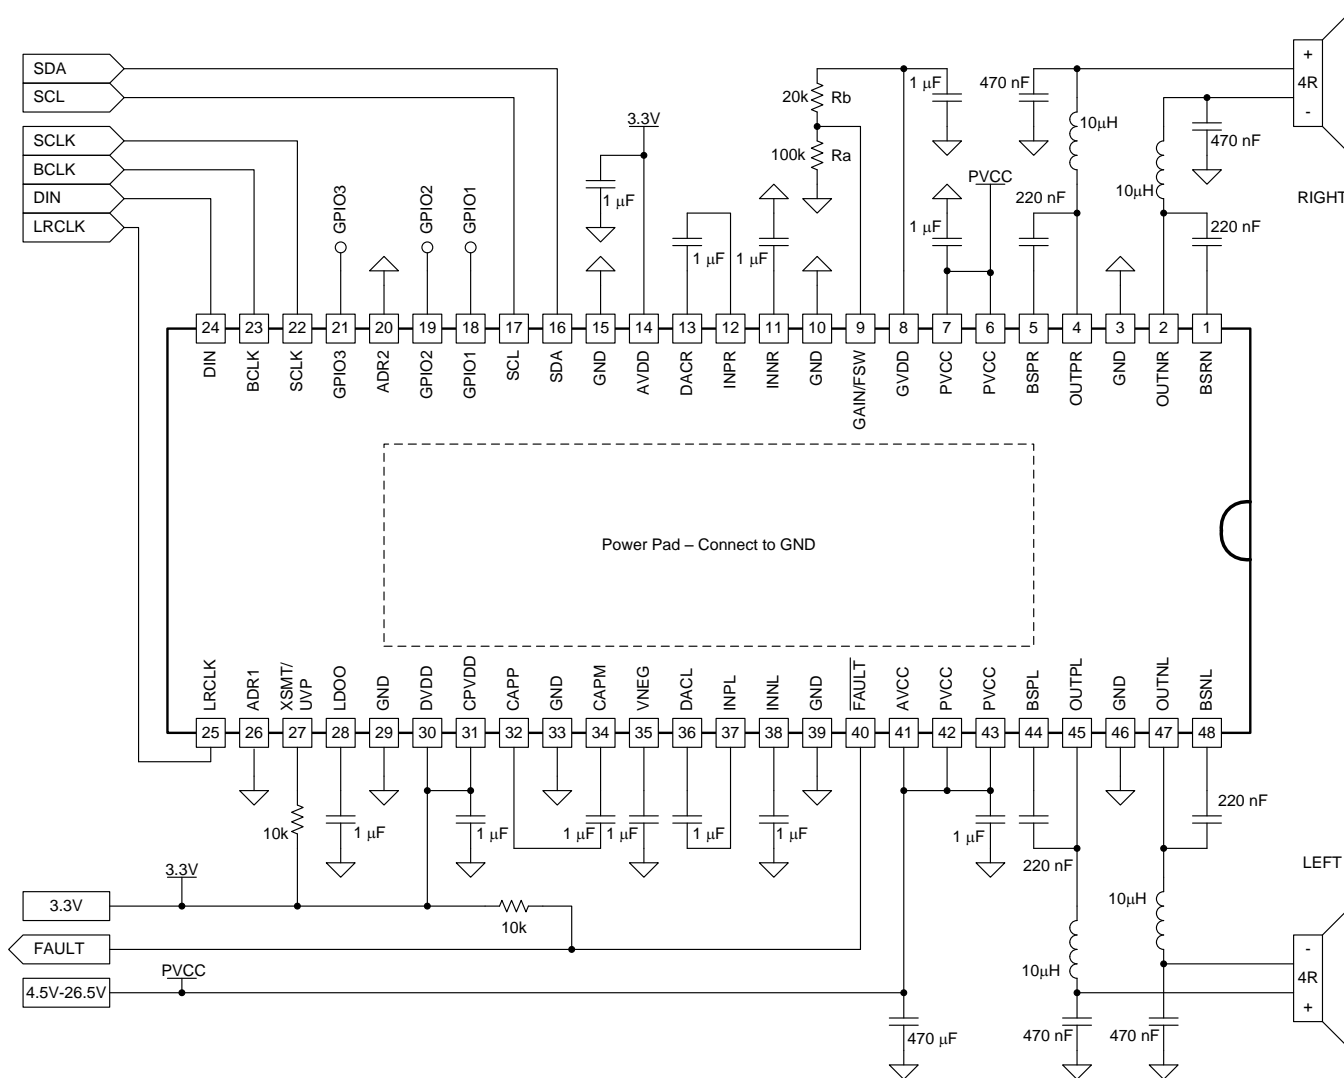 SDA
SCL
SCLK
BCLK
DIN
LRCLK
GPIO3
GPIO2
GPIO1
3.3V
1 µF
1 µF
1 µF
20k
Rb
100k
Ra
1 µF
1 µF
PVCC
470 nF
10µH
220 nF
10µH
470 nF
220 nF
+
4R
-
RIGHT
24
23
22
21
20
19
18
17
16
15
14
13
12
11
10
9
8
7
6
5
4
3
2
1
DIN
BCLK
SCLK
GPIO3
ADR2
GPIO2
GPIO1
SCL
SDA
GND
AVDD
DACR
INPR
INNR
GND
GAIN/FSW
GVDD
PVCC
PVCC
BSPR
OUTPR
GND
OUTNR
BSRN
Power Pad – Connect to GND
LRCLK
ADR1
XSMT/
UVP
LDOO
GND
DVDD
CPVDD
CAPP
GND
CAPM
VNEG
DACL
INPL
INNL
GND
FAULT
AVCC
PVCC
PVCC
BSPL
OUTPL
GND
OUTNL
BSNL
25
26
27
28
29
30
31
32
33
34
35
36
37
38
39
40
41
42
43
44
45
46
47
48
10k
1 µF
1 µF
1 µF
1 µF
1 µF
1 µF
1 µF
220 nF
220 nF
LEFT
3.3V
3.3V
10k
FAULT
PVCC
4.5V-26.5V
10µH
10µH
470 µF
470 nF
470 nF
-
4R
+